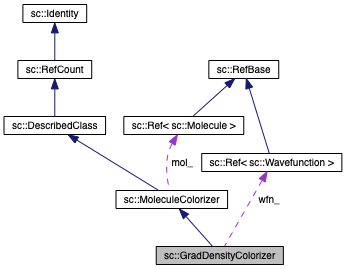 sc::Identity
sc::RefCount
sc::RefBase
sc::DescribedClass
sc::Ref< sc::Molecule >
mol_
sc::Ref< sc::Wavefunction >
sc::MoleculeColorizer
wfn_
sc::GradDensityColorizer